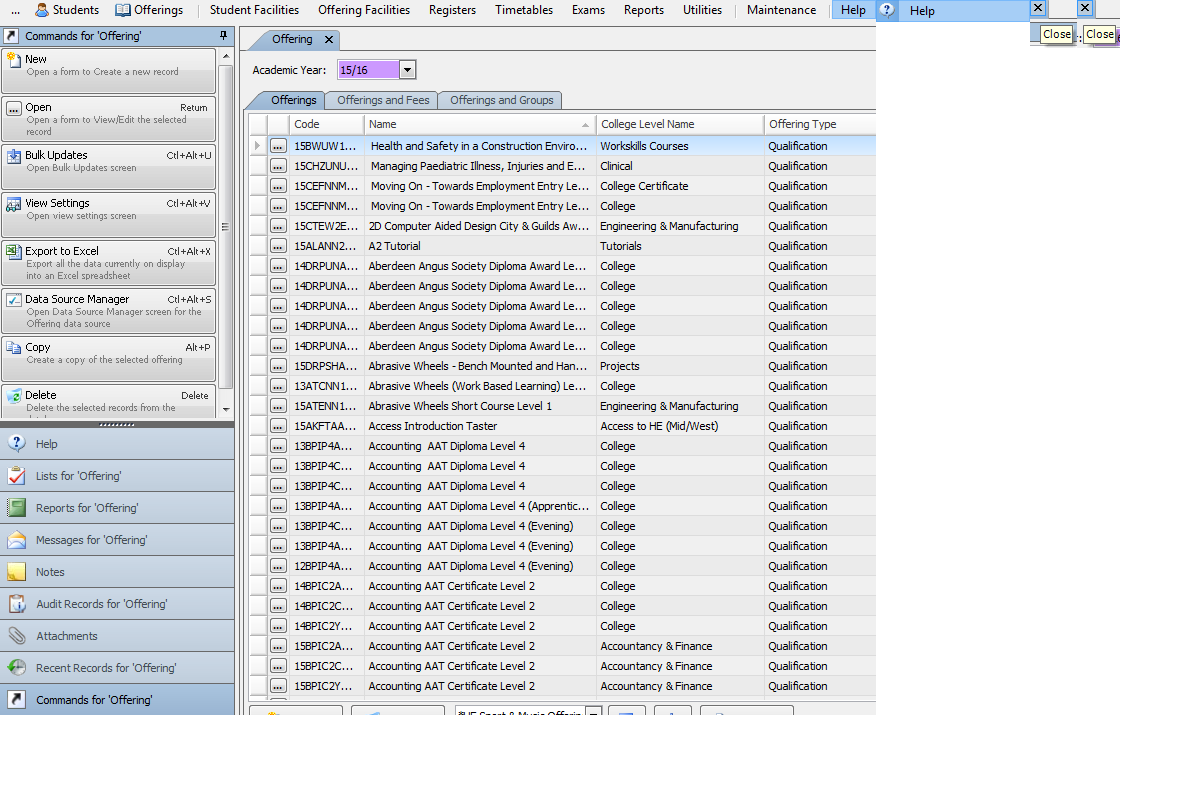 ... Students Offerings Student Facilities Offering Facilities Registers Timetables Exams Reports Utilities Maintenance Help Help
Close Close
Commands for 'Offering'
New
Open a form to Create a new record
Open Return
Open a form to View/Edit the selected
record
Bulk Updates Ctl+Alt+U
Open Bulk Updates screen
View Settings Ctl+Alt+V
Open view settings screen
Export to Excel Ctl+Alt+X
Export all the data currently on display
into an Excel spreadsheet
Data Source Manager Ctl+Alt+S
Open Data Source Manager screen for the
Offering data source
Copy Alt+P
Create a copy of the selected offering
Delete Delete
Delete the selected records from the
Help
Lists for 'Offering'
Reports for 'Offering'
Messages for 'Offering'
Notes
Audit Records for 'Offering'
Attachments
Recent Records for 'Offering'
Commands for 'Offering'
Offering
Academic Year: 15/16
Offerings Offerings and Fees Offerings and Groups
Code Name College Level Name Offering Type
15BWUW1... Health and Safety in a Construction Enviro... Workskills Courses Qualification
15CHZUNU... Managing Paediatric Illness, Injuries and E... Clinical Qualification
15CEFNNM... Moving On - Towards Employment Entry Le... College Certificate Qualification
15CEFNNM... Moving On - Towards Employment Entry Le... College Qualification
15CTEW2E... 2D Computer Aided Design City & Guilds Aw... Engineering & Manufacturing Qualification
15ALANN2... A2 Tutorial Tutorials Qualification
14DRPUNA... Aberdeen Angus Society Diploma Award Le... College Qualification
14DRPUNA... Aberdeen Angus Society Diploma Award Le... College Qualification
14DRPUNA... Aberdeen Angus Society Diploma Award Le... College Qualification
14DRPUNA... Aberdeen Angus Society Diploma Award Le... College Qualification
14DRPUNA... Aberdeen Angus Society Diploma Award Le... College Qualification
15DRPSHA... Abrasive Wheels - Bench Mounted and Han... Projects Qualification
13ATCNN1... Abrasive Wheels (Work Based Learning) Le... College Qualification
15ATENN1... Abrasive Wheels Short Course Level 1 Engineering & Manufacturing Qualification
15AKFTAA... Access Introduction Taster Access to HE (Mid/West) Qualification
13BPIP4A... Accounting AAT Diploma Level 4 College Qualification
13BPIP4C... Accounting AAT Diploma Level 4 College Qualification
13BPIP4C... Accounting AAT Diploma Level 4 College Qualification
13BPIP4A... Accounting AAT Diploma Level 4 (Apprentic... College Qualification
13BPIP4C... Accounting AAT Diploma Level 4 (Evening) College Qualification
13BPIP4A... Accounting AAT Diploma Level 4 (Evening) College Qualification
12BPIP4A... Accounting AAT Diploma Level 4 (Evening) College Qualification
14BPIC2A... Accounting AAT Certificate Level 2 College Qualification
14BPIC2C... Accounting AAT Certificate Level 2 College Qualification
14BPIC2Y... Accounting AAT Certificate Level 2 College Qualification
15BPIC2A... Accounting AAT Certificate Level 2 Accountancy & Finance Qualification
15BPIC2C... Accounting AAT Certificate Level 2 Accountancy & Finance Qualification
15BPIC2Y... Accounting AAT Certificate Level 2 Accountancy & Finance Qualification
Sport & Music